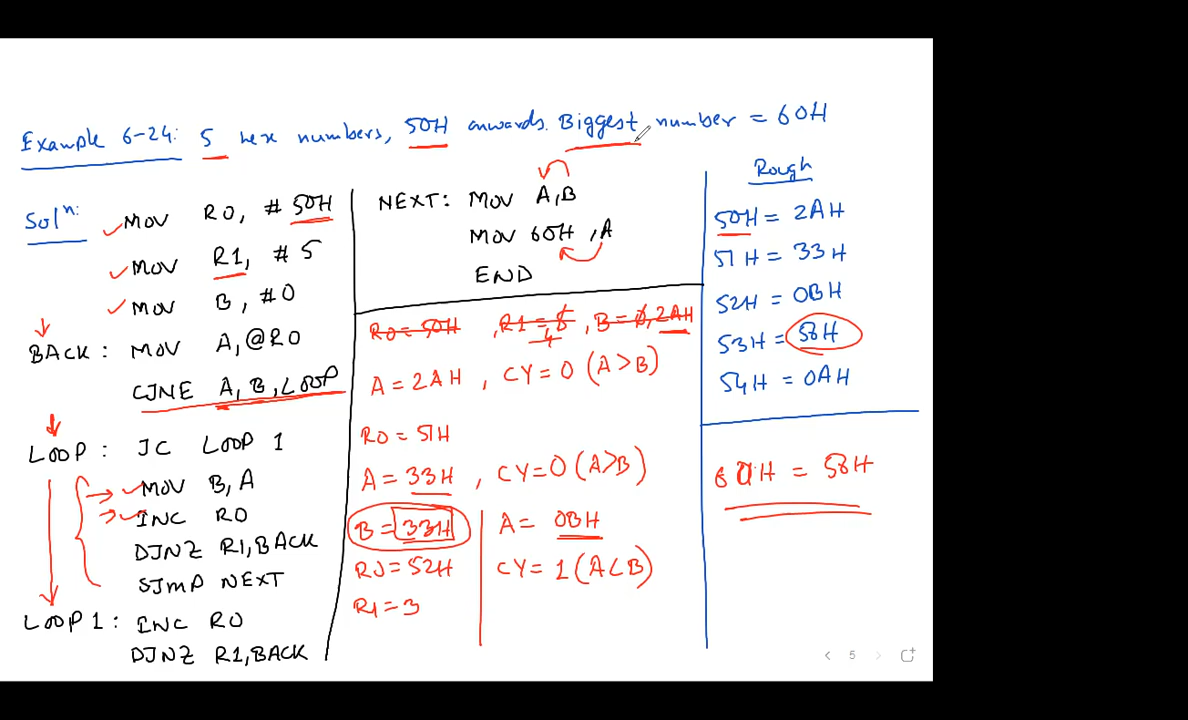 Example 6-24: 5 hex numbers, 50H onwards. Biggest number = 60H
Soln:
MOV R0, # 50H
MOV R1, # 5
MOV B, #0
BACK : MOV A,@R0
CJNE A, B, LOOP
LOOP : JC LOOP 1
MOV B, A
INC R0
DJNZ R1, BACK
SJMP NEXT
LOOP 1 : INC R0
DJNZ R1, BACK
NEXT: MOV A,B
MOV 60H ,A
END
R0 = 50H , R1 = 5 4 , B = 0, 2AH
A = 2AH , CY = 0 (A>B)
R0 = 51H
A = 33H , CY=0 (A>B)
B = 33H
R0 = 52H
R1 = 3
A = 0BH
CY = 1 (A<B)
Rough
50H = 2AH
51H = 33H
52H = 0BH
53H = 58H
54H = 0AH
60H = 58H
5